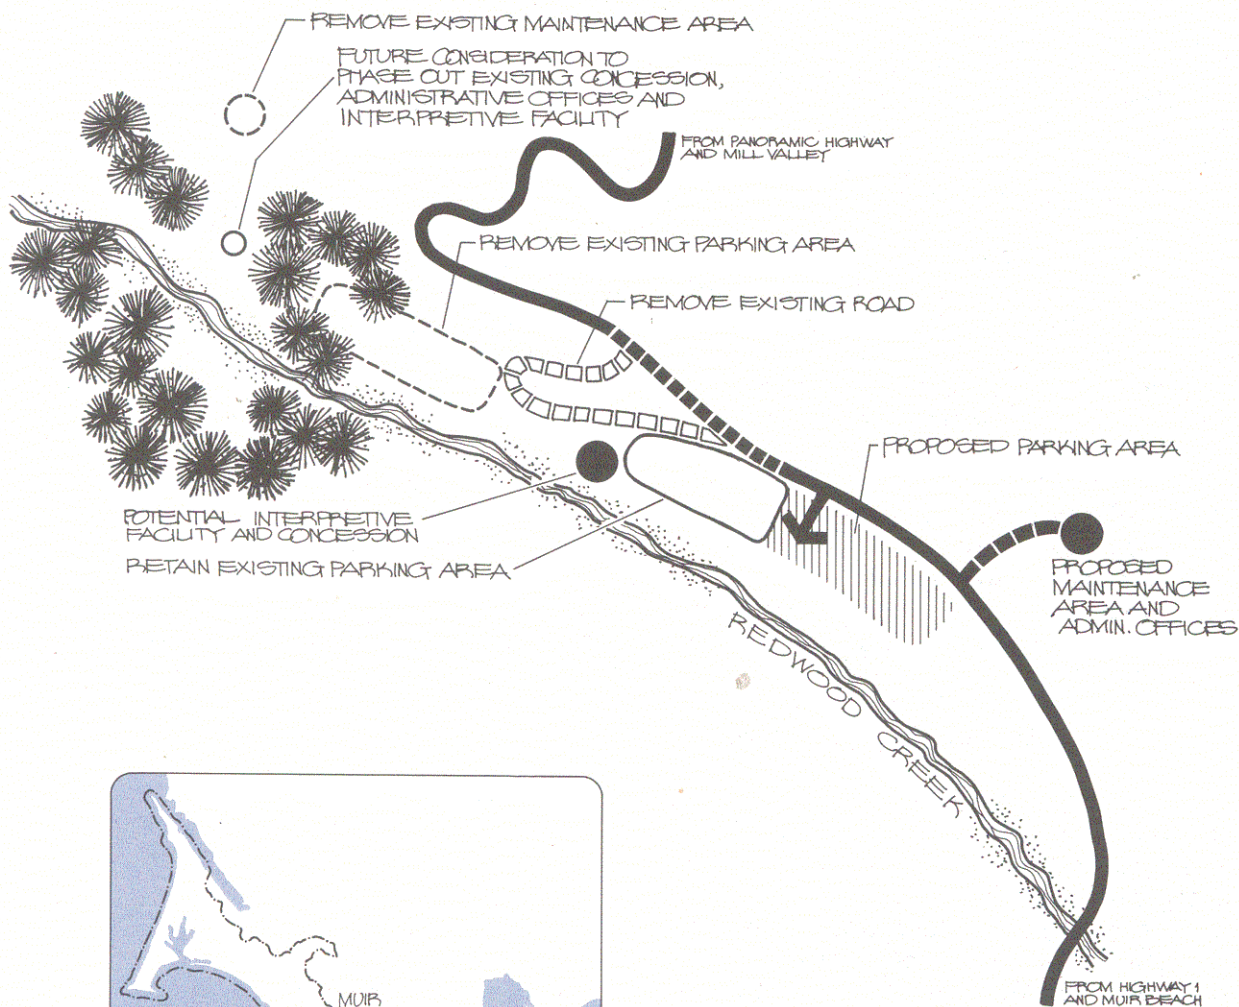 REMOVE EXISTING MAINTENANCE AREA
FUTURE CONSIDERATION TO
PHASE OUT EXISTING CONCESSION,
ADMINISTRATIVE OFFICES AND
INTERPRETIVE FACILITY
FROM PANORAMIC HIGHWAY
AND MILL VALLEY
REMOVE EXISTING PARKING AREA
REMOVE EXISTING ROAD
PROPOSED PARKING AREA
POTENTIAL INTERPRETIVE
FACILITY AND CONCESSION
RETAIN EXISTING PARKING AREA
PROPOSED
MAINTENANCE
AREA AND
ADMIN. OFFICES
REDWOOD CREEK
MUIR
FROM HIGHWAY 1
AND MUIR BEACH